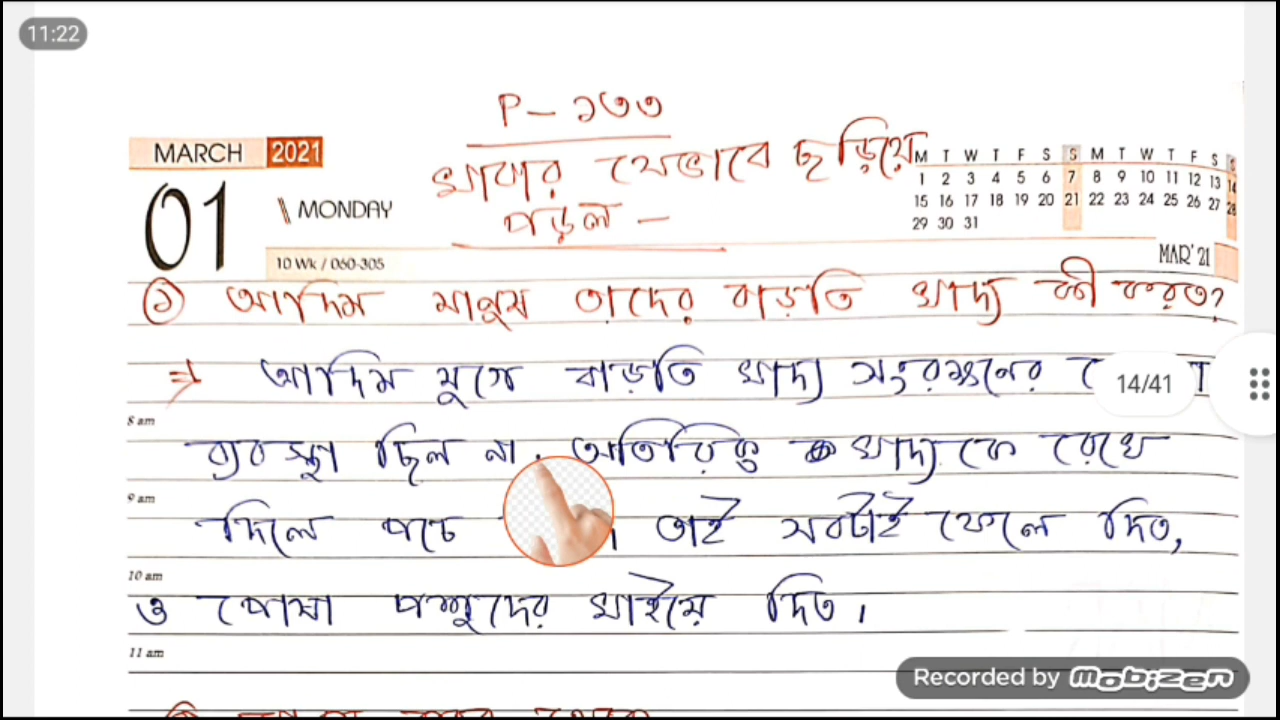 11:22
P - ১৩৩
খাবার যেভাবে ছড়িয়ে
পড়ল -
MARCH 2021
01 MONDAY
10 Wk / 060-305
M T W T F S S M T W T F S S
1 2 3 4 5 6 7 8 9 10 11 12 13 14
15 16 17 18 19 20 21 22 23 24 25 26 27 28
29 30 31
MAR' 21
① আদিম মানুষ তাদের বাড়তি খাদ্য কী করত?
⇒ আদিম যুগে বাড়তি খাদ্য সংরক্ষনের
14/41
8 am
ব্যবস্থা ছিল না. অতিরিক্ত খাদ্য কে রেখে
9 am
দিলে পচে । তাই সবটাই ফেলে দিত,
10 am
ও পোষা পশুদের খাইয়ে দিত।
11 am
Recorded by mobizen